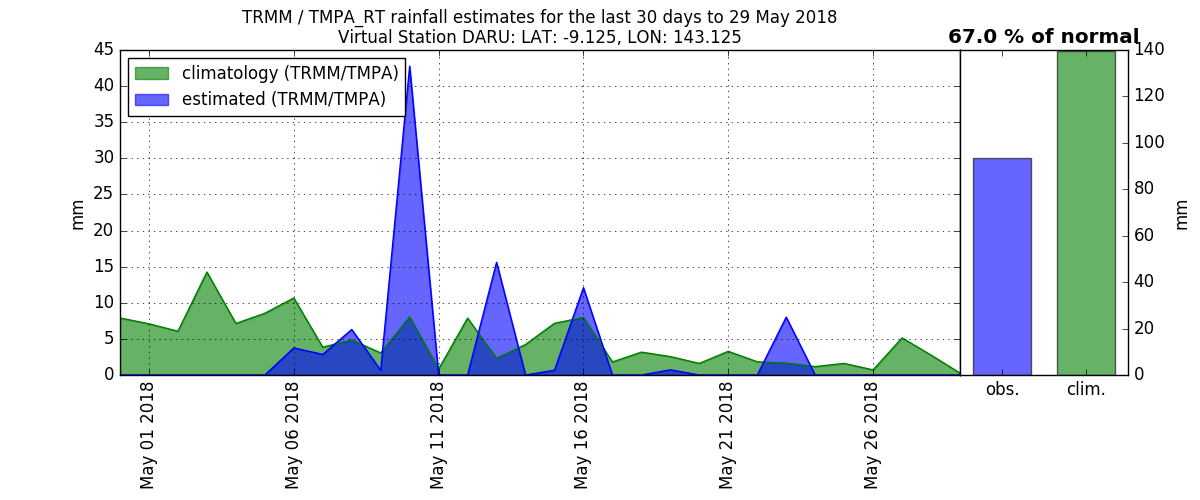 TRMM / TMPA_RT rainfall estimates for the last 30 days to 29 May 2018
Virtual Station DARU: LAT: -9.125, LON: 143.125
67.0 % of normal
climatology (TRMM/TMPA)
estimated (TRMM/TMPA)
45
40
35
30
25
20
15
10
5
0
mm
May 01 2018
May 06 2018
May 11 2018
May 16 2018
May 21 2018
May 26 2018
obs.
clim.
140
120
100
80
60
40
20
0
mm